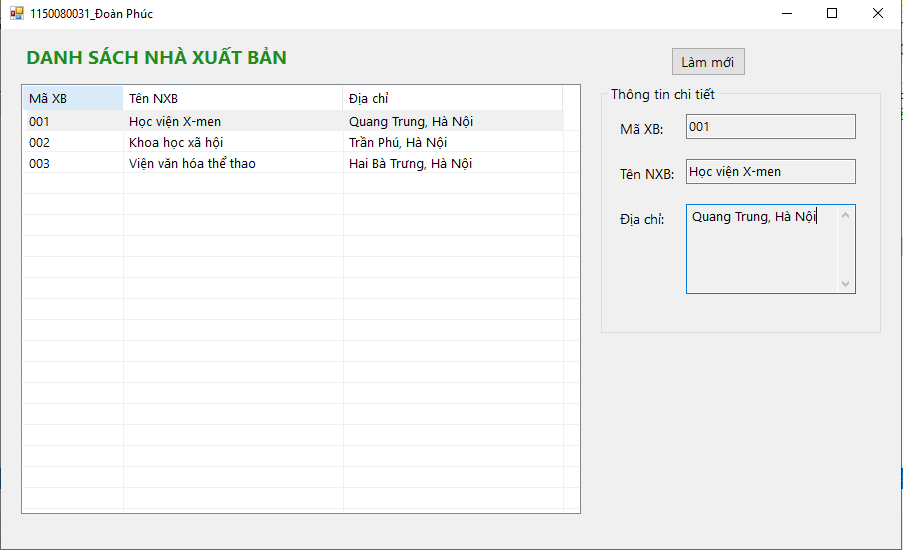 1150080031_Đoàn Phúc
DANH SÁCH NHÀ XUẤT BẢN
Làm mới
Mã XB Tên NXB Địa chỉ
001 Học viện X-men Quang Trung, Hà Nội
002 Khoa học xã hội Trần Phú, Hà Nội
003 Viện văn hóa thể thao Hai Bà Trưng, Hà Nội
Thông tin chi tiết
Mã XB: 001
Tên NXB: Học viện X-men
Địa chỉ: Quang Trung, Hà Nội